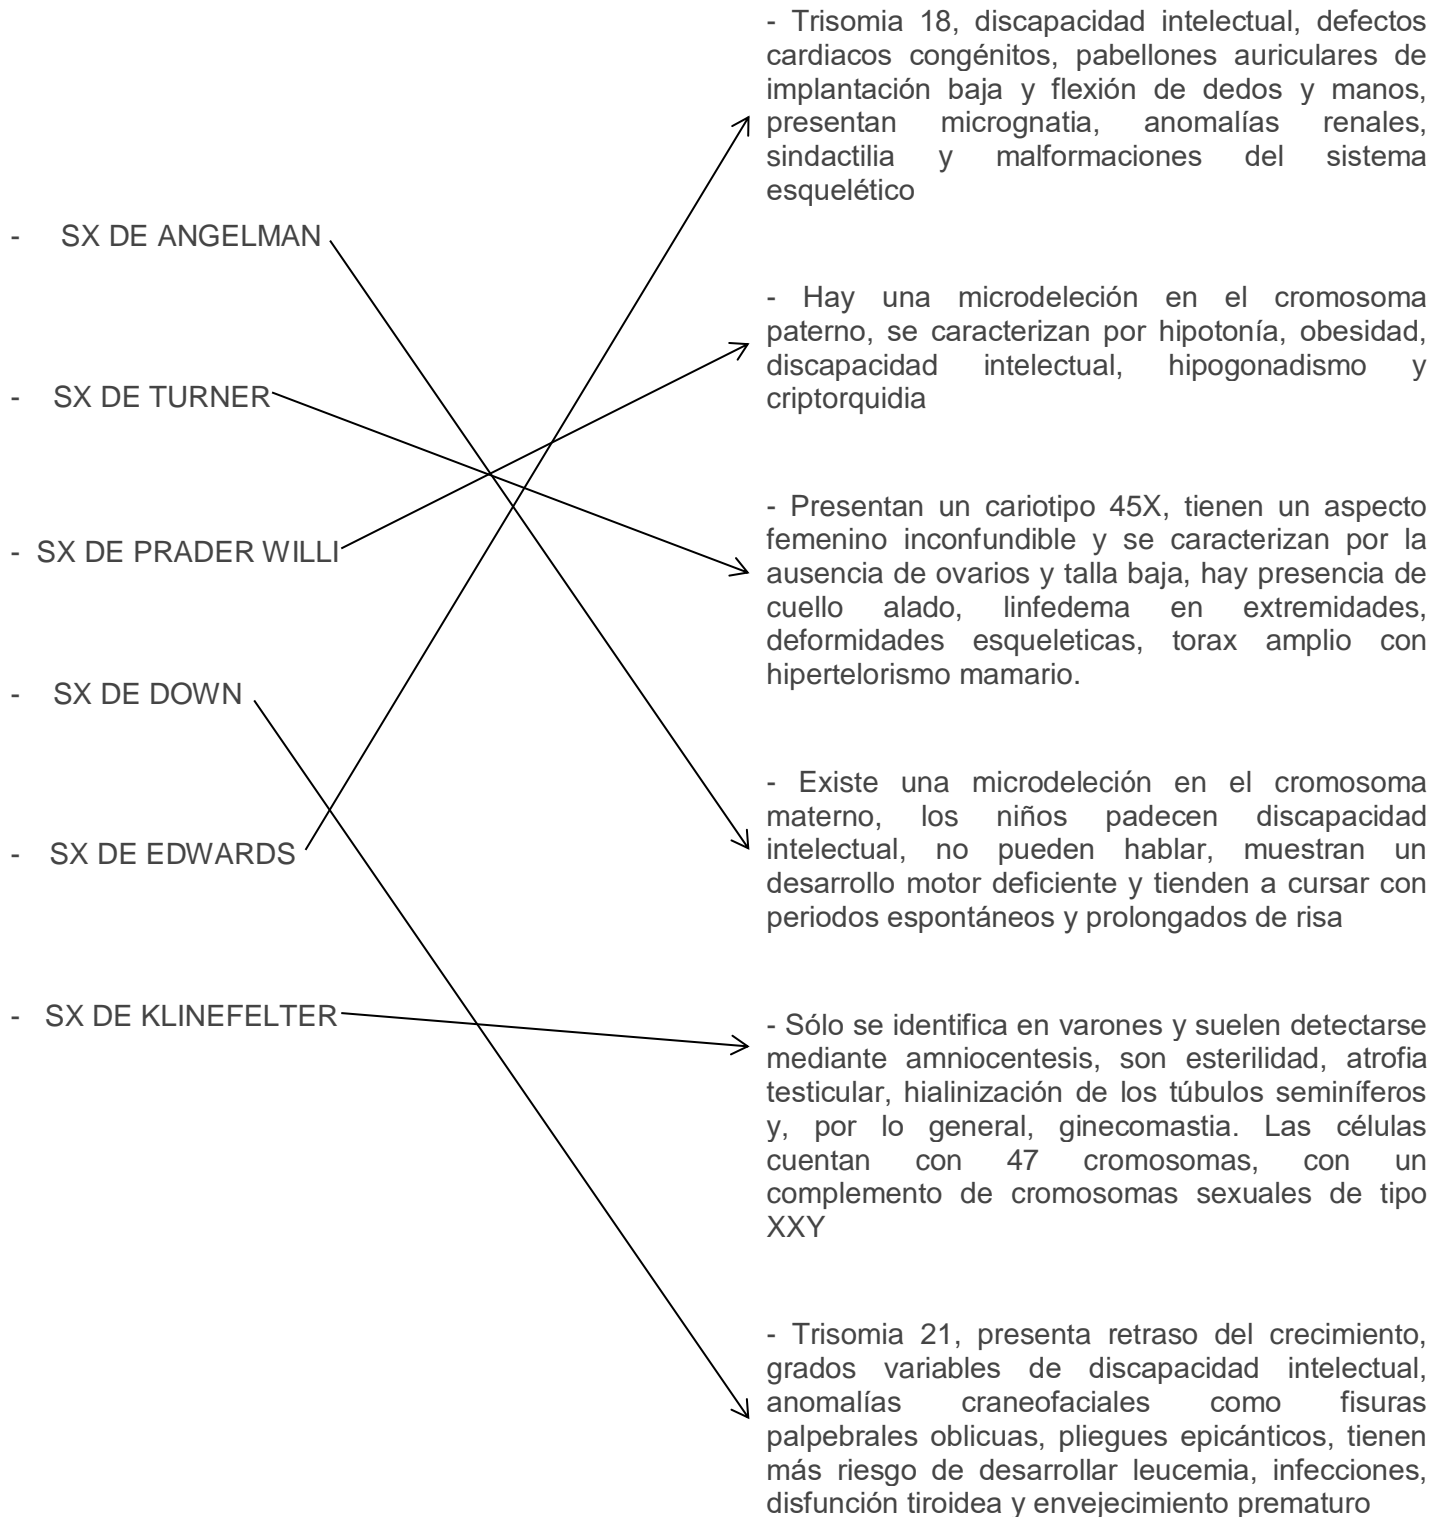 - SX DE ANGELMAN
- SX DE TURNER
- SX DE PRADER WILLI
- SX DE DOWN
- SX DE EDWARDS
- SX DE KLINEFELTER
- Trisomia 18, discapacidad intelectual, defectos
cardiacos congénitos, pabellones auriculares de
implantación baja y flexión de dedos y manos,
presentan micrognatia, anomalías renales,
sindactilia y malformaciones del sistema
esquelético
- Hay una microdeleción en el cromosoma
paterno, se caracterizan por hipotonía, obesidad,
discapacidad intelectual, hipogonadismo y
criptorquidia
- Presentan un cariotipo 45X, tienen un aspecto
femenino inconfundible y se caracterizan por la
ausencia de ovarios y talla baja, hay presencia de
cuello alado, linfedema en extremidades,
deformidades esqueleticas, torax amplio con
hipertelorismo mamario.
- Existe una microdeleción en el cromosoma
materno, los niños padecen discapacidad
intelectual, no pueden hablar, muestran un
desarrollo motor deficiente y tienden a cursar con
periodos espontáneos y prolongados de risa
- Sólo se identifica en varones y suelen detectarse
mediante amniocentesis, son esterilidad, atrofia
testicular, hialinización de los túbulos seminíferos
y, por lo general, ginecomastia. Las células
cuentan con 47 cromosomas, con un
complemento de cromosomas sexuales de tipo
XXY
- Trisomia 21, presenta retraso del crecimiento,
grados variables de discapacidad intelectual,
anomalías craneofaciales como fisuras
palpebrales oblicuas, pliegues epicánticos, tienen
más riesgo de desarrollar leucemia, infecciones,
disfunción tiroidea y envejecimiento prematuro